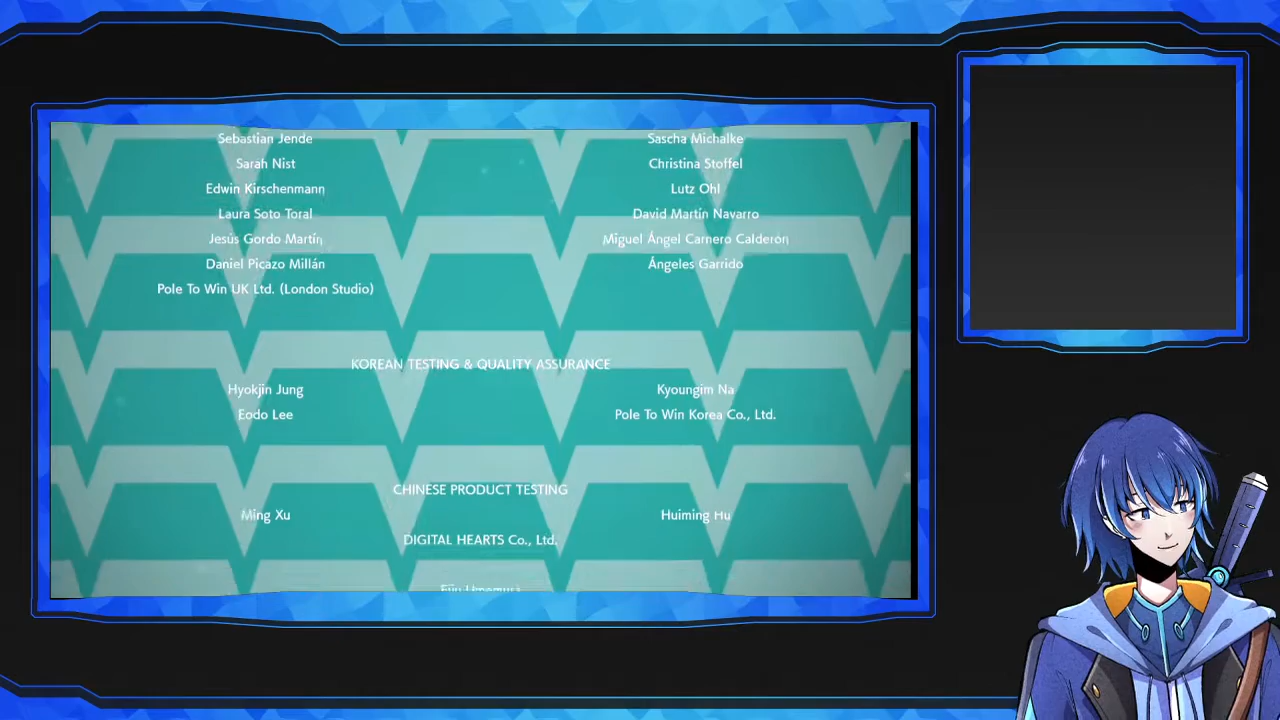 Sebastian Jende Sascha Michalke
Sarah Nist Christina Stoffel
Edwin Kirschenmann Lutz Ohl
Laura Soto Toral David Martín Navarro
Jesús Gordo Martín Miguel Ángel Carnero Calderón
Daniel Picazo Millán Ángeles Garrido
Pole To Win UK Ltd. (London Studio)
KOREAN TESTING & QUALITY ASSURANCE
Hyokjin Jung Kyoungim Na
Eodo Lee Pole To Win Korea Co., Ltd.
CHINESE PRODUCT TESTING
Ming Xu Huiming Hu
DIGITAL HEARTS Co., Ltd.